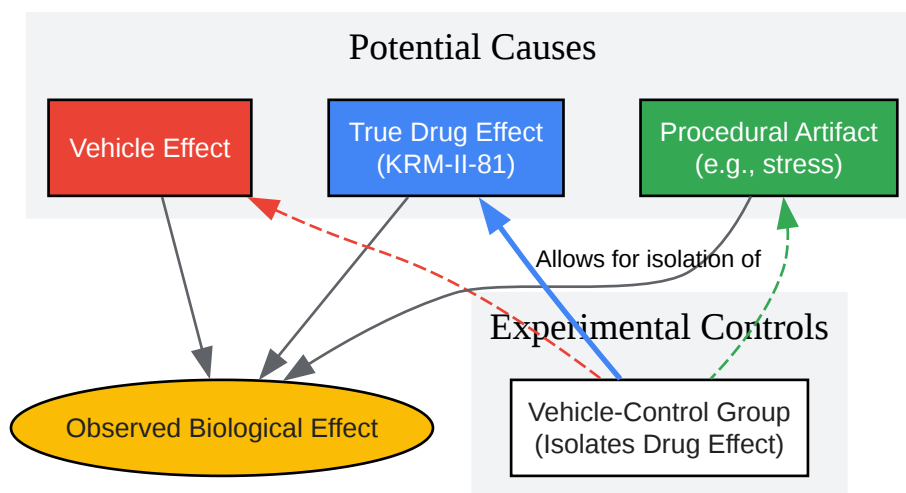 Potential Causes
Vehicle Effect
True Drug Effect
(KRM-II-81)
Procedural Artifact
(e.g., stress)
Allows for isolation of
Experimental Controls
Vehicle-Control Group
(Isolates Drug Effect)
Observed Biological Effect